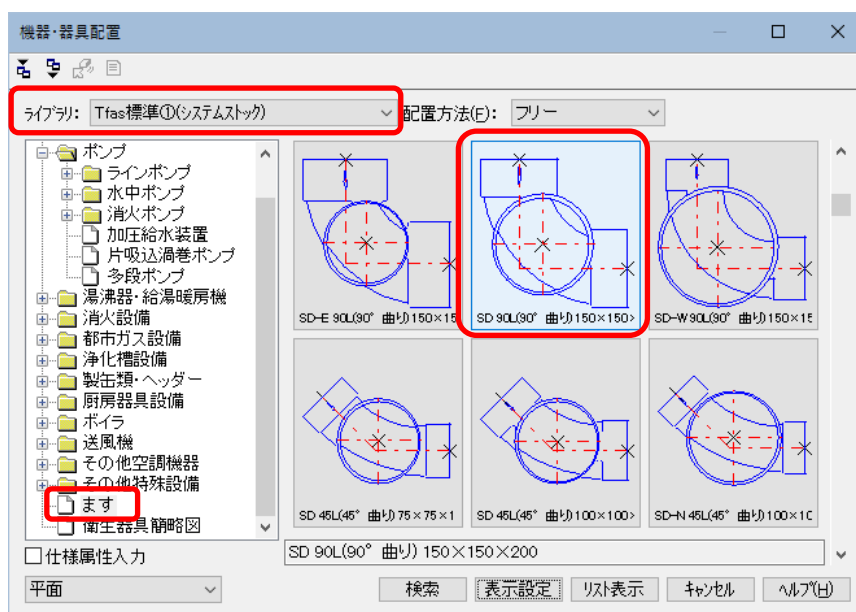 機器・器具配置
ライブラリ: Tfas標準①(システムストック) 配置方法(F): フリー
ポンプ
ラインポンプ
水中ポンプ
消火ポンプ
加圧給水装置
片吸込渦巻ポンプ
多段ポンプ
湯沸器・給湯暖房機
消火設備
都市ガス設備
浄化槽設備
製缶類・ヘッダー
厨房器具設備
ボイラ
送風機
その他空調機器
その他特殊設備
ます
衛生器具簡略図
SD-E 90L(90° 曲り) 150×15
SD 90L(90° 曲り) 150×150×
SD-W 90L(90° 曲り) 150×15
SD 45L(45° 曲り) 75×75×1
SD 45L(45° 曲り) 100×100×
SD-N 45L(45° 曲り) 100×10
仕様属性入力
SD 90L(90° 曲り) 150×150×200
平面
検索 表示設定 リスト表示 キャンセル ヘルプ(H)